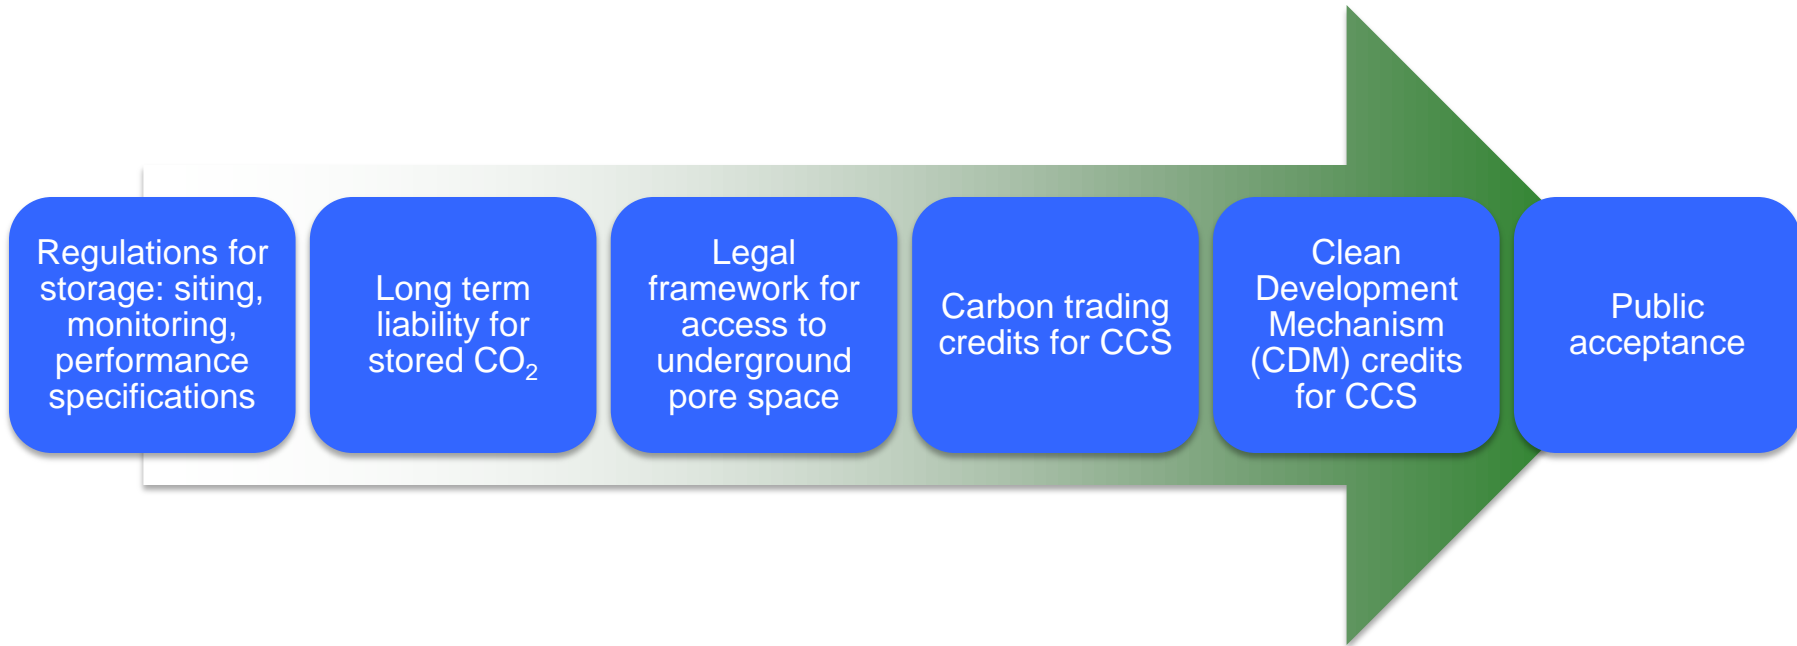 Regulations for
storage: siting,
monitoring,
performance
specifications
Long term
liability for
stored CO₂
Legal
framework for
access to
underground
pore space
Carbon trading
credits for CCS
Clean
Development
Mechanism
(CDM) credits
for CCS
Public
acceptance